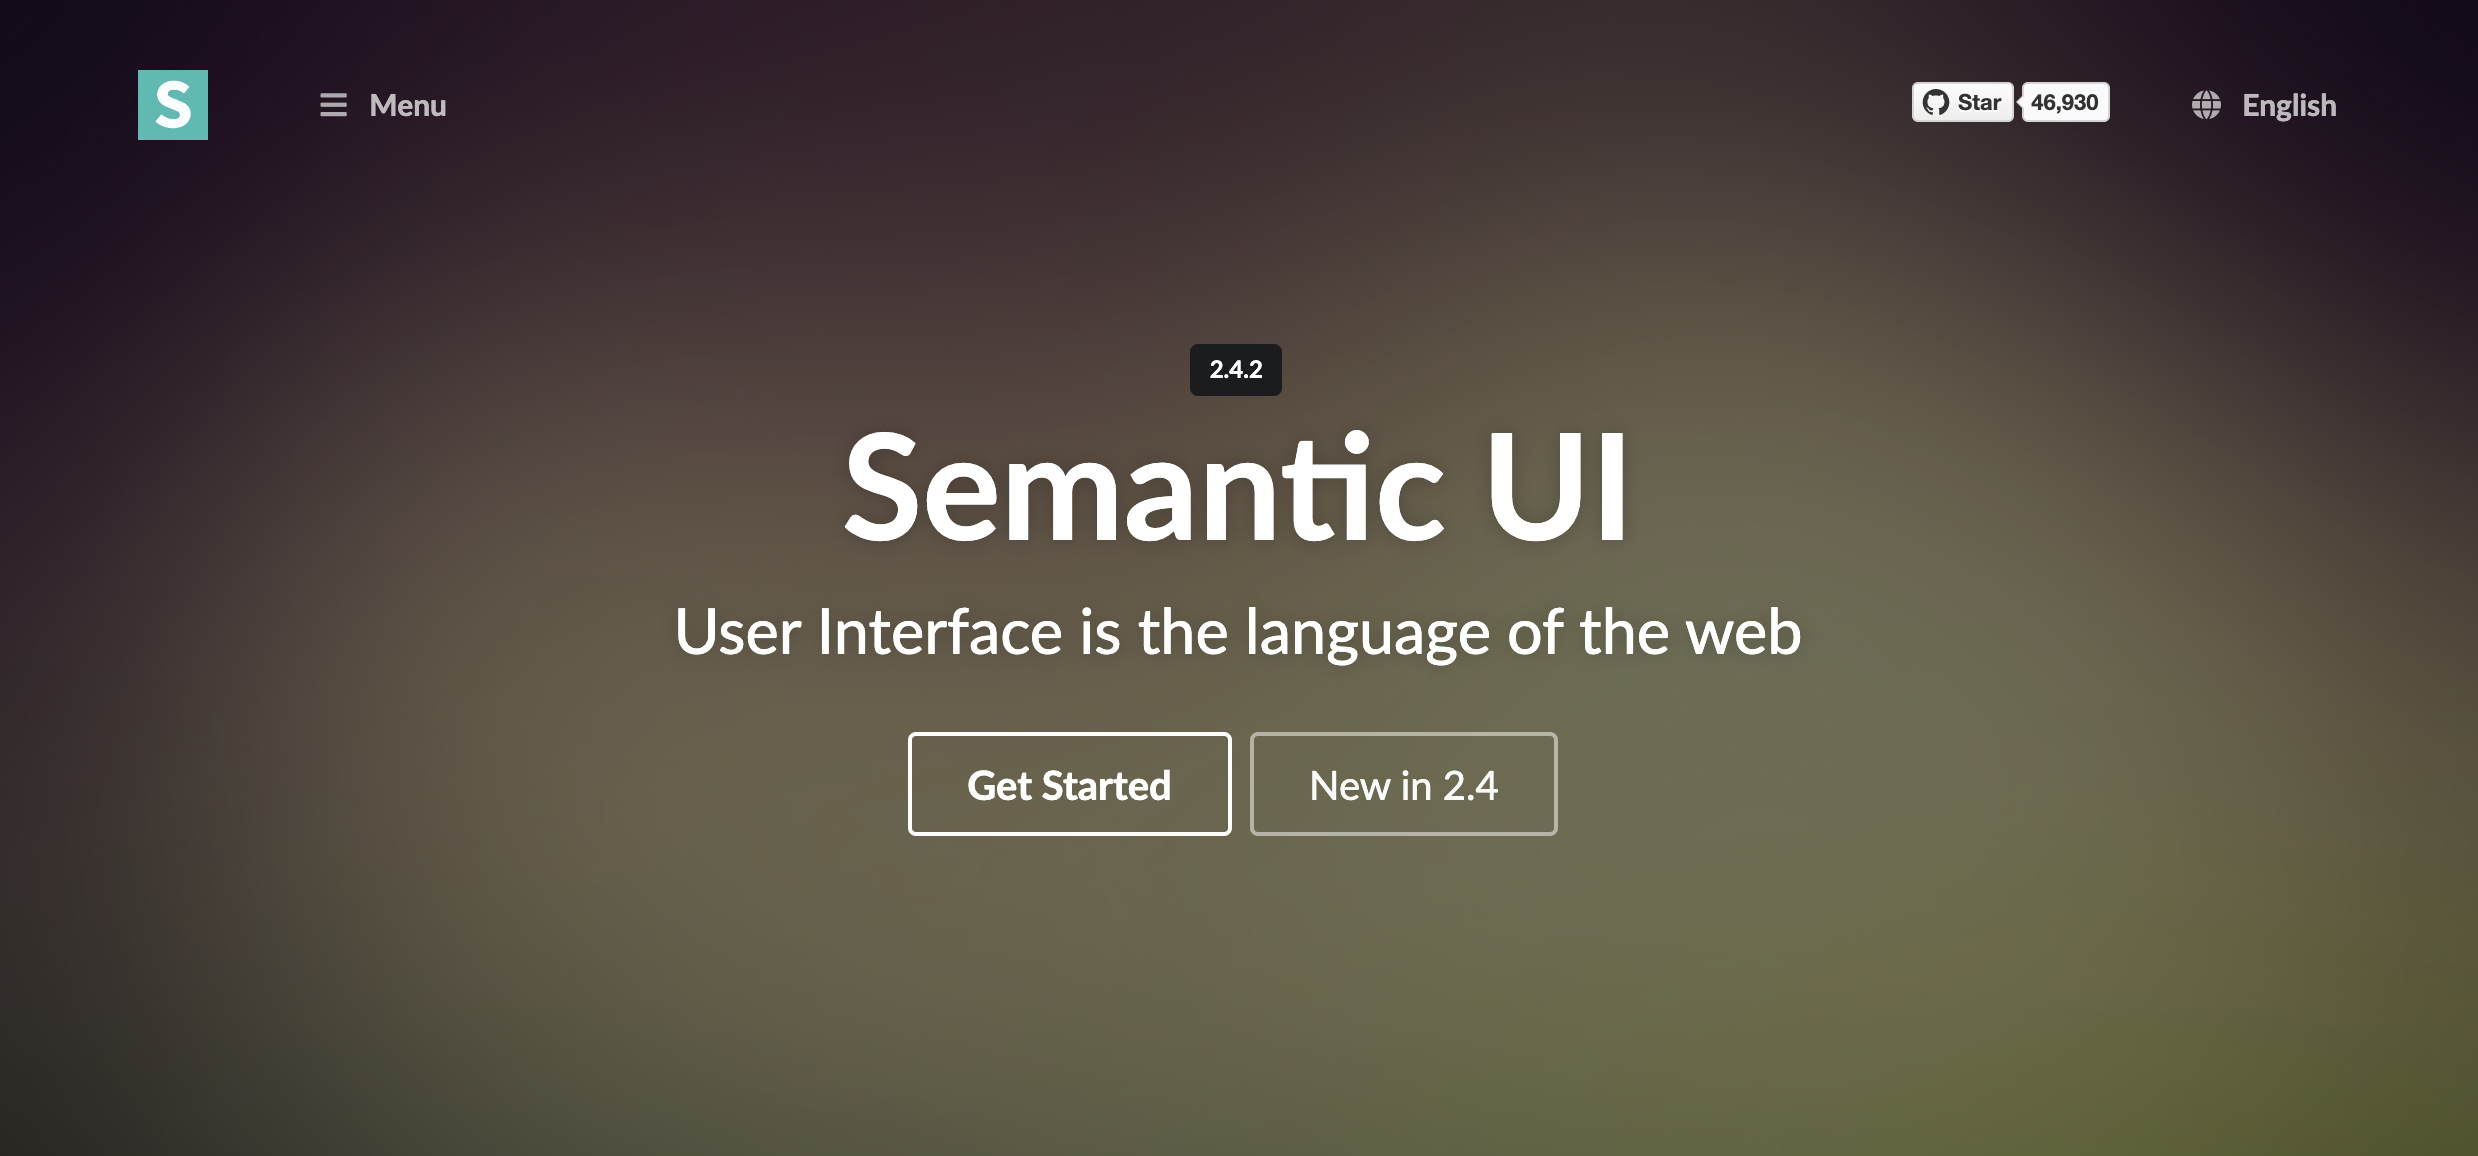 S
Menu
Star
46,930
English
2.4.2
Semantic UI
User Interface is the language of the web
Get Started
New in 2.4